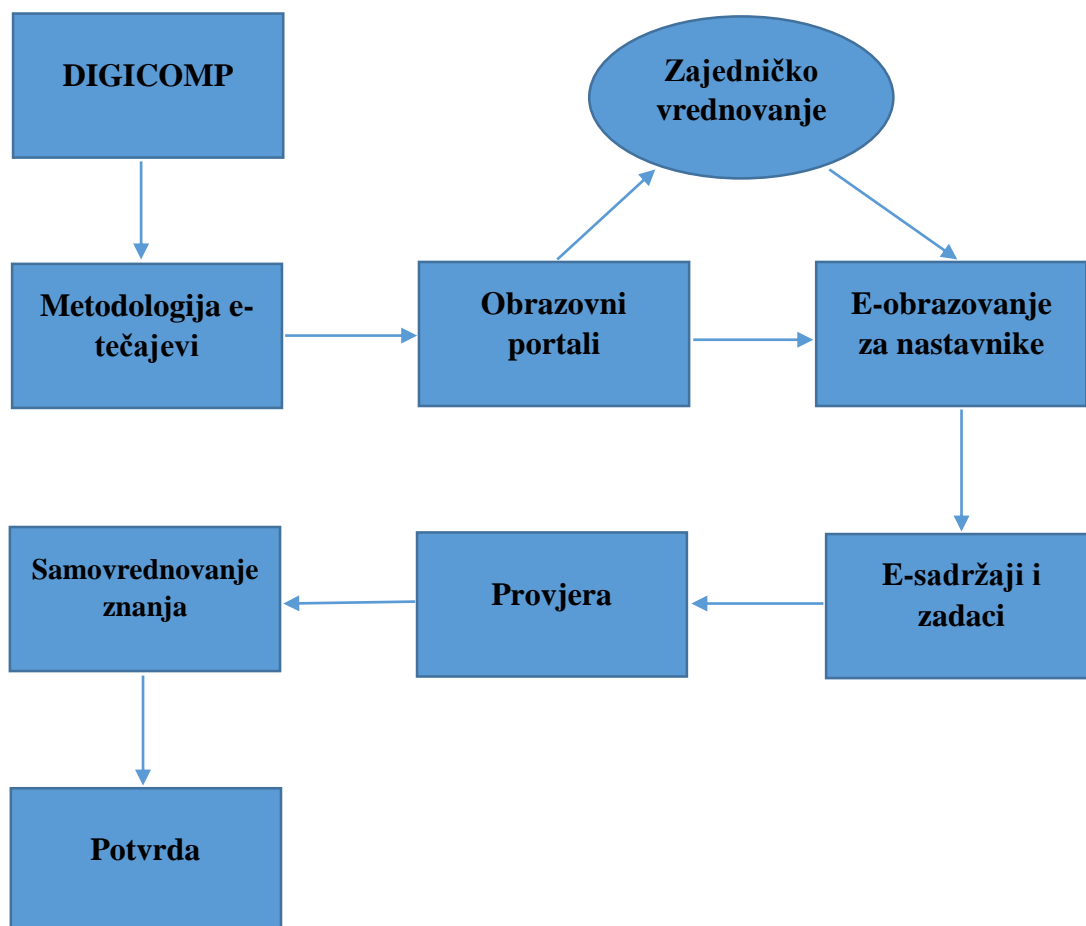 DIGICOMP
Zajedničko
vrednovanje
Metodologija e-
tečajevi
Obrazovni
portali
E-obrazovanje
za nastavnike
Samovrednovanje
znanja
Provjera
E-sadržaji i
zadaci
Potvrda